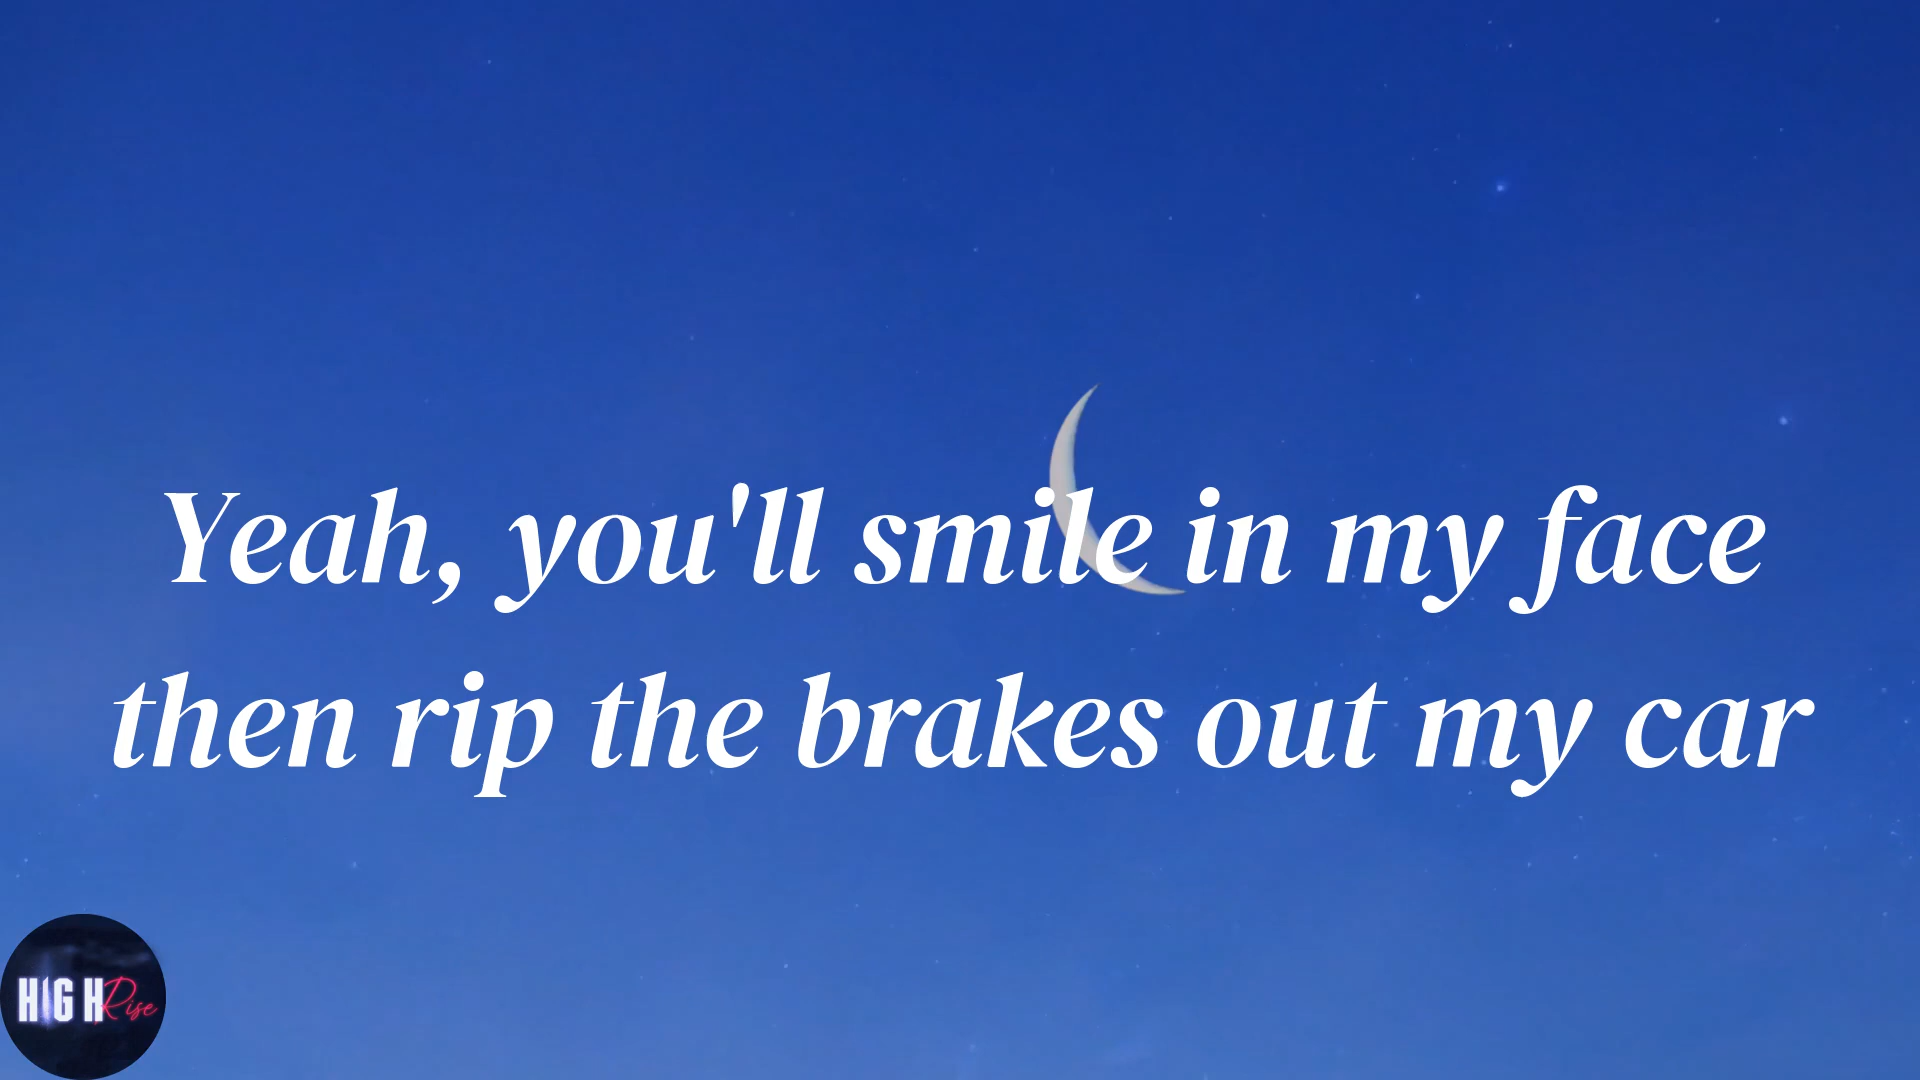 Yeah, you'll smile in my face
then rip the brakes out my car
HIGH Rise